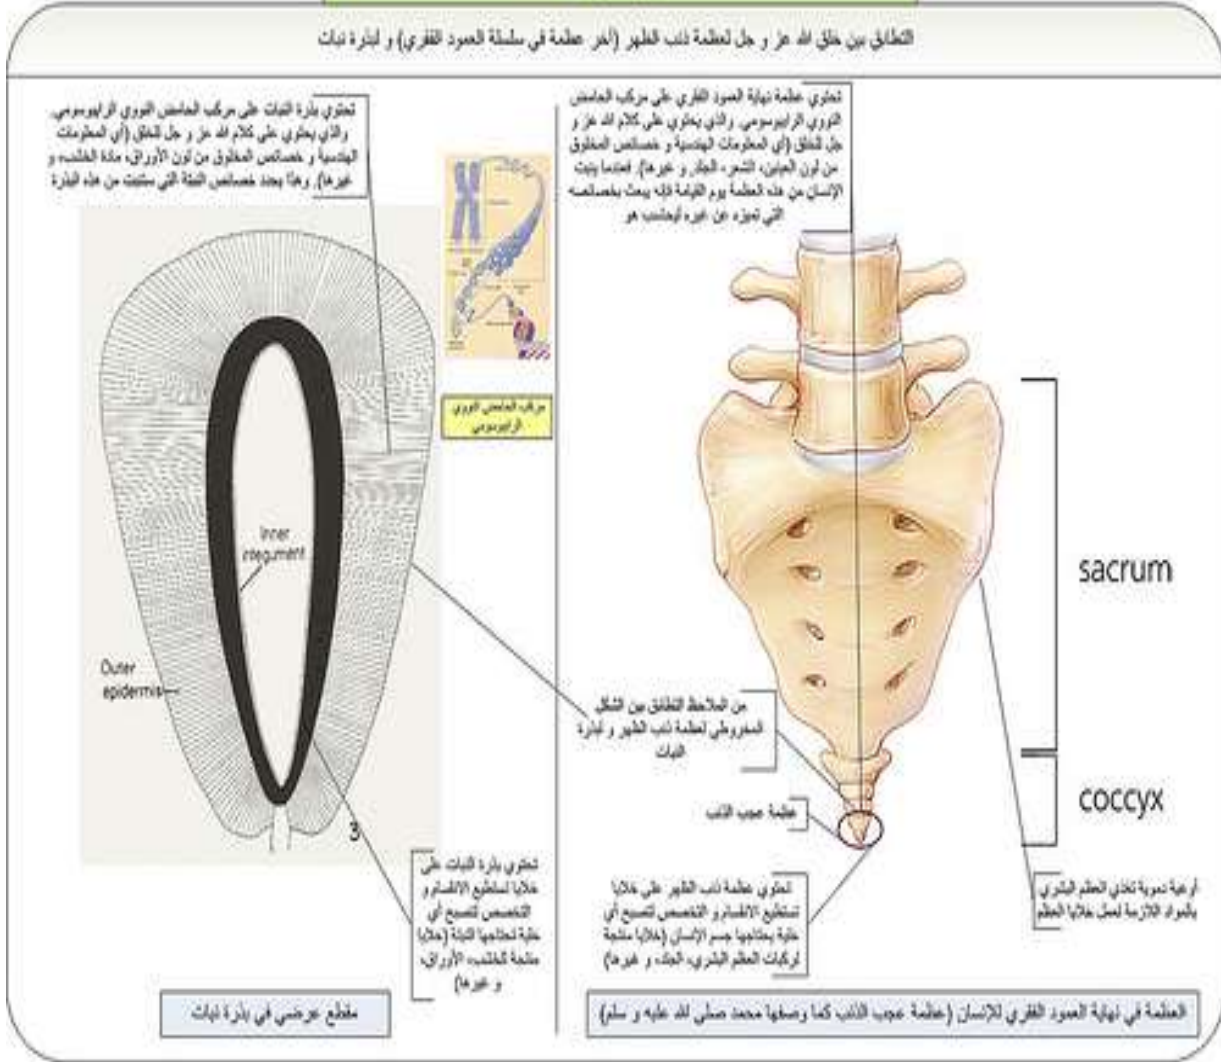 التطابق بين خلق الله عز و جل لعظمة ذنب الظهر (أخر عظمة في سلسلة العمود الفقري) و لبذرة نبات
تحتوي عظمة نهاية العمود الفقري على مركب الحامض
النووي الرايبوسومي. والذي يحتوي على كلام الله عز و
جل للخلق (أي المعلومات الهندسية و خصائص المخلوق
من لون العينين، الشعر، الجلد, و غيرها). فعندما ينبت
الإنسان من هذه العظمة يوم القيامة فإنه يبعث بخصائصه
التي تميزه عن غيره ليحاسب هو
تحتوي بذرة النبات على مركب الحامض النووي الرايبوسومي.
والذي يحتوي على كلام الله عز و جل للخلق (أي المعلومات
الهندسية و خصائص المخلوق من لون الأوراق، مادة الخشب، و
غيرها). وهذا يحدد خصائص النبتة التي ستنبت من هذه البذرة
مركب الحامض النووي
الرايبوسومي
Inner
integument
Outer
epidermis
sacrum
coccyx
من الملاحظ التطابق بين الشكل
المخروطي لعظمة ذنب الظهر و لبذرة
النبات
عظمة عجب الذنب
تحتوي عظمة ذنب الظهر على خلايا
تستطيع الانقسام و التخصص لتصبح أي
خلية يحتاجها جسم الإنسان (خلايا منتجة
لمركبات العظم البشري، الجلد، و غيرها)
أوعية دموية تغذي العظم البشري
بالمواد اللازمة لعمل خلايا العظم
تحتوي بذرة النبات على
خلايا تستطيع الانقسام و
التخصص لتصبح أي
خلية تحتاجها النبتة (خلايا
منتجة للخشب، الأوراق،
و غيرها)
العظمة في نهاية العمود الفقري للإنسان (عظمة عجب الذنب كما وصفها محمد صلى الله عليه و سلم)
مقطع عرضي في بذرة نبات